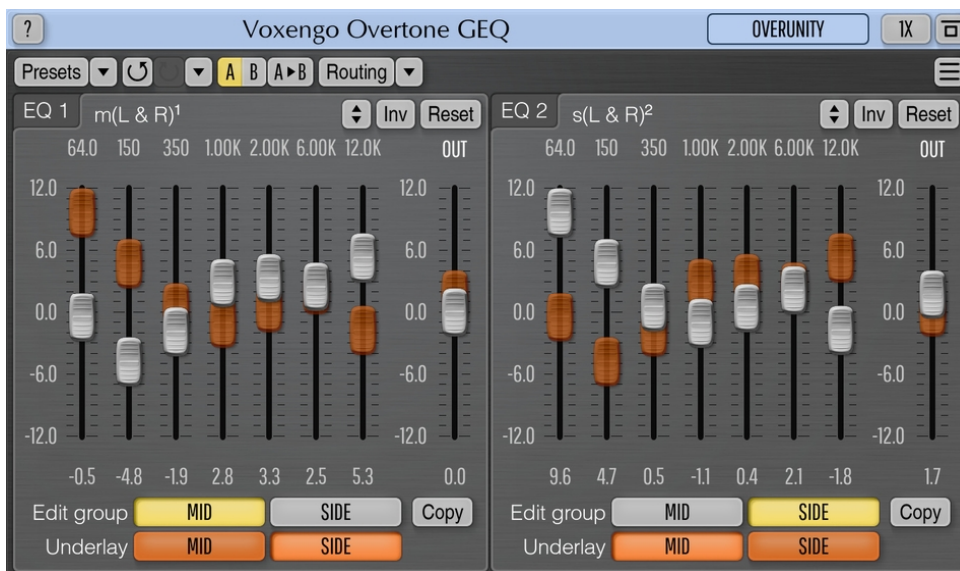 ? Voxengo Overtone GEQ OVERUNITY 1X
Presets A B A▸B Routing
EQ 1 m(L & R)¹ Inv Reset
64.0 150 350 1.00K 2.00K 6.00K 12.0K OUT
12.0 12.0
6.0 6.0
0.0 0.0
-6.0 -6.0
-12.0 -12.0
-0.5 -4.8 -1.9 2.8 3.3 2.5 5.3 0.0
Edit group MID SIDE Copy
Underlay MID SIDE
EQ 2 s(L & R)² Inv Reset
64.0 150 350 1.00K 2.00K 6.00K 12.0K OUT
12.0 12.0
6.0 6.0
0.0 0.0
-6.0 -6.0
-12.0 -12.0
9.6 4.7 0.5 -1.1 0.4 2.1 -1.8 1.7
Edit group MID SIDE Copy
Underlay MID SIDE